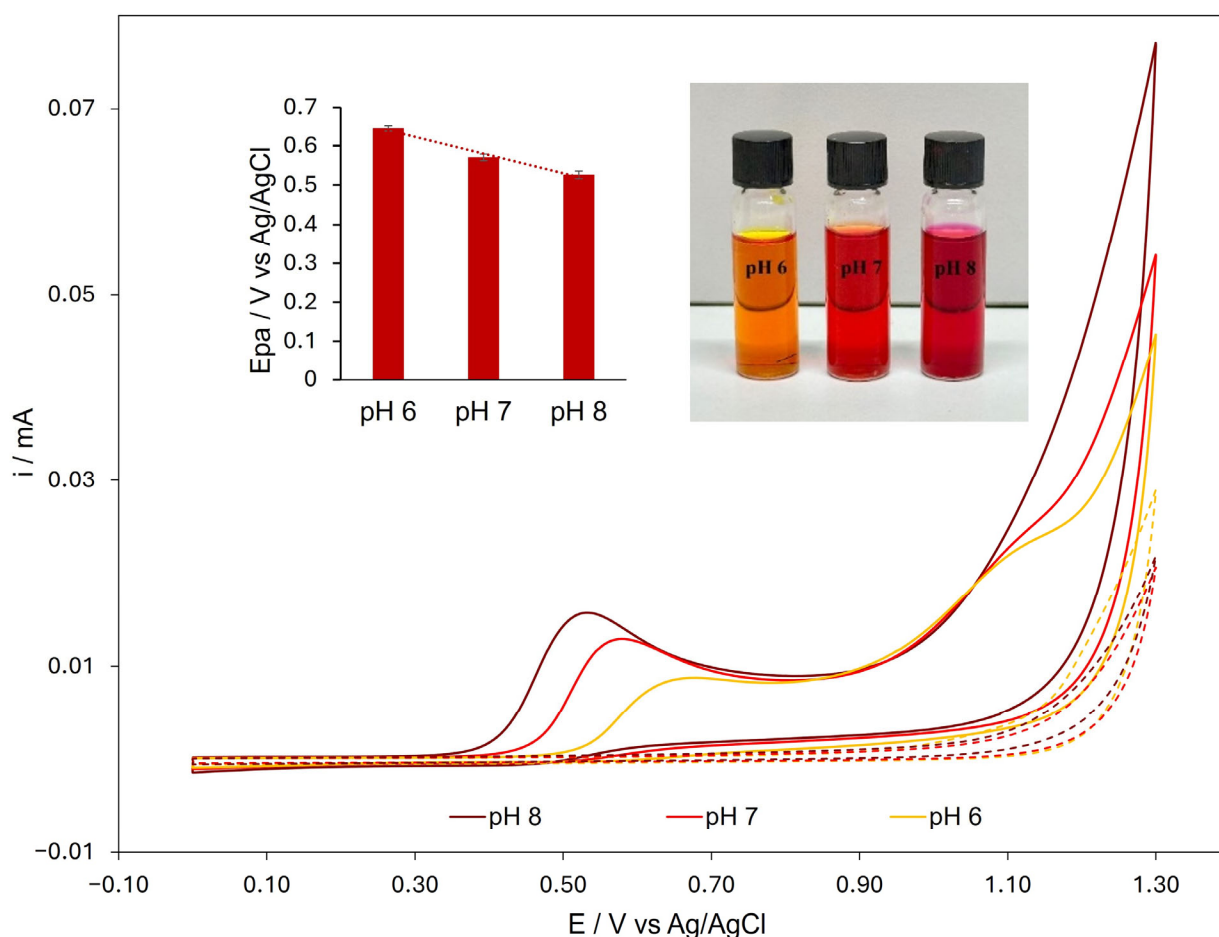 0.7
0.6
0.5
0.4
0.3
0.2
0.1
0
Epa / V vs Ag/AgCl
pH 6 pH 7 pH 8
pH 6 pH 7 pH 8
0.07
0.05
0.03
0.01
−0.01
i / mA
pH 8 pH 7 pH 6
−0.10 0.10 0.30 0.50 0.70 0.90 1.10 1.30
E / V vs Ag/AgCl